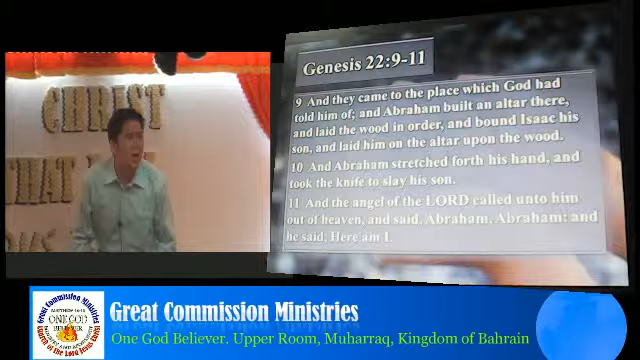 CHRIST
Genesis 22:9-11
9 And they came to the place which God had
told him of; and Abraham built an altar there,
and laid the wood in order, and bound Isaac his
son, and laid him on the altar upon the wood.
10 And Abraham stretched forth his hand, and
took the knife to slay his son.
11 And the angel of the LORD called unto him
out of heaven, and said, Abraham, Abraham: and
he said, Here am I.
Great Commission Ministries
ONE GOD
BELIEVER
Great Commission Ministries
One God Believer. Upper Room, Muharraq, Kingdom of Bahrain